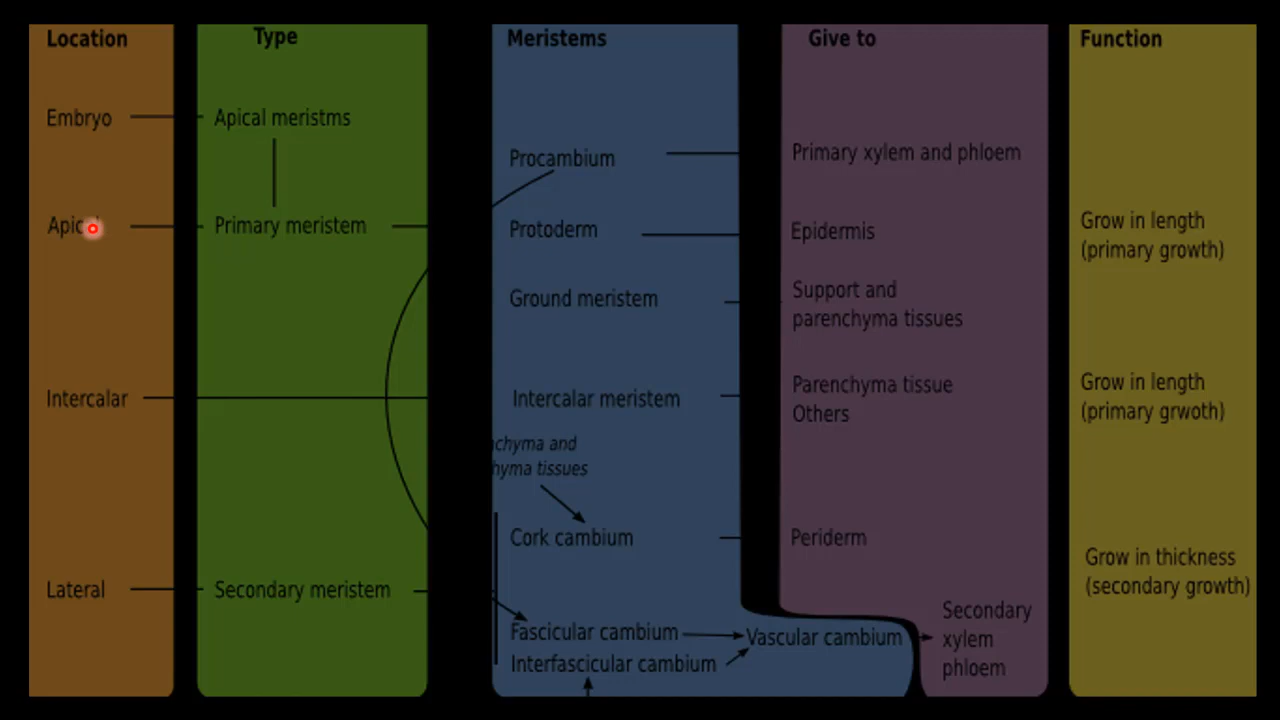 Location
Type
Meristems
Give to
Function
Embryo
Apical meristms
Procambium
Primary xylem and phloem
Primary meristem
Protoderm
Epidermis
Grow in length
(primary growth)
Ground meristem
Support and
parenchyma tissues
Intercalar
Intercalar meristem
Parenchyma tissue
Others
Grow in length
(primary grwoth)
and
tissues
Cork cambium
Periderm
Grow in thickness
(secondary growth)
Lateral
Secondary meristem
Fascicular cambium
Interfascicular cambium
Vascular cambium
Secondary
xylem
phloem